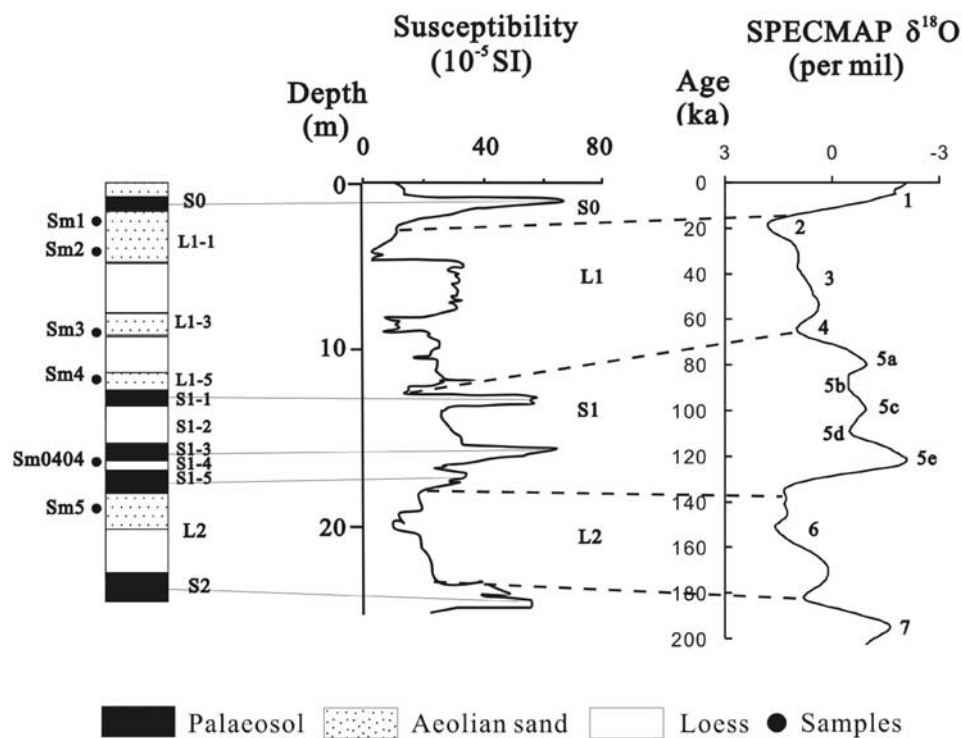 Susceptibility
(10⁻⁵ SI)
SPECMAP δ¹⁸O
(per mil)
Depth
(m)
Age
(ka)
0 40 80
3 0 -3
0
10
20
0
20
40
60
80
100
120
140
160
180
200
Sm1
Sm2
Sm3
Sm4
Sm0404
Sm5
S0
L1-1
L1-3
L1-5
S1-1
S1-2
S1-3
S1-4
S1-5
L2
S2
S0
L1
S1
L2
1
2
3
4
5a
5b
5c
5d
5e
6
7
Palaeosol Aeolian sand Loess Samples